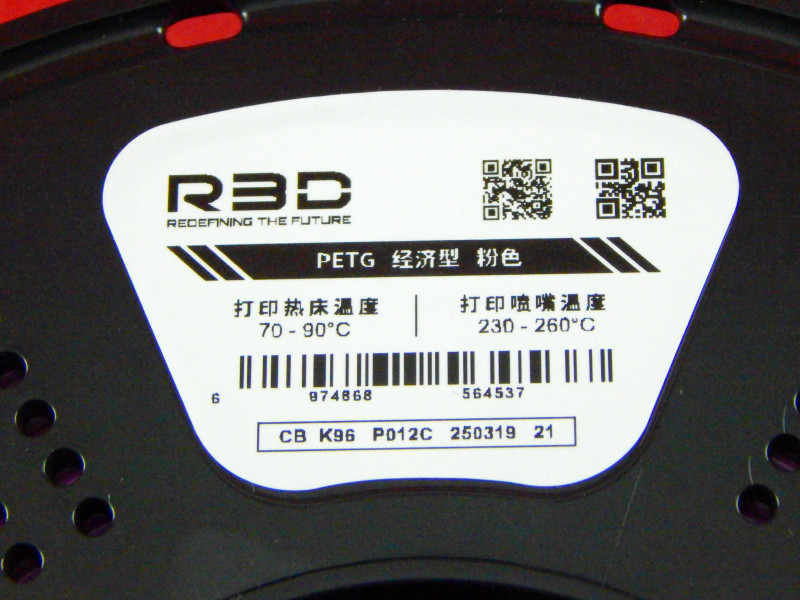 R3D
REDEFINING THE FUTURE
PETG 经济型 粉色
打印热床温度
70 - 90°C
打印喷嘴温度
230 - 260°C
6 974868 564537
CB K96 P012C 250319 21